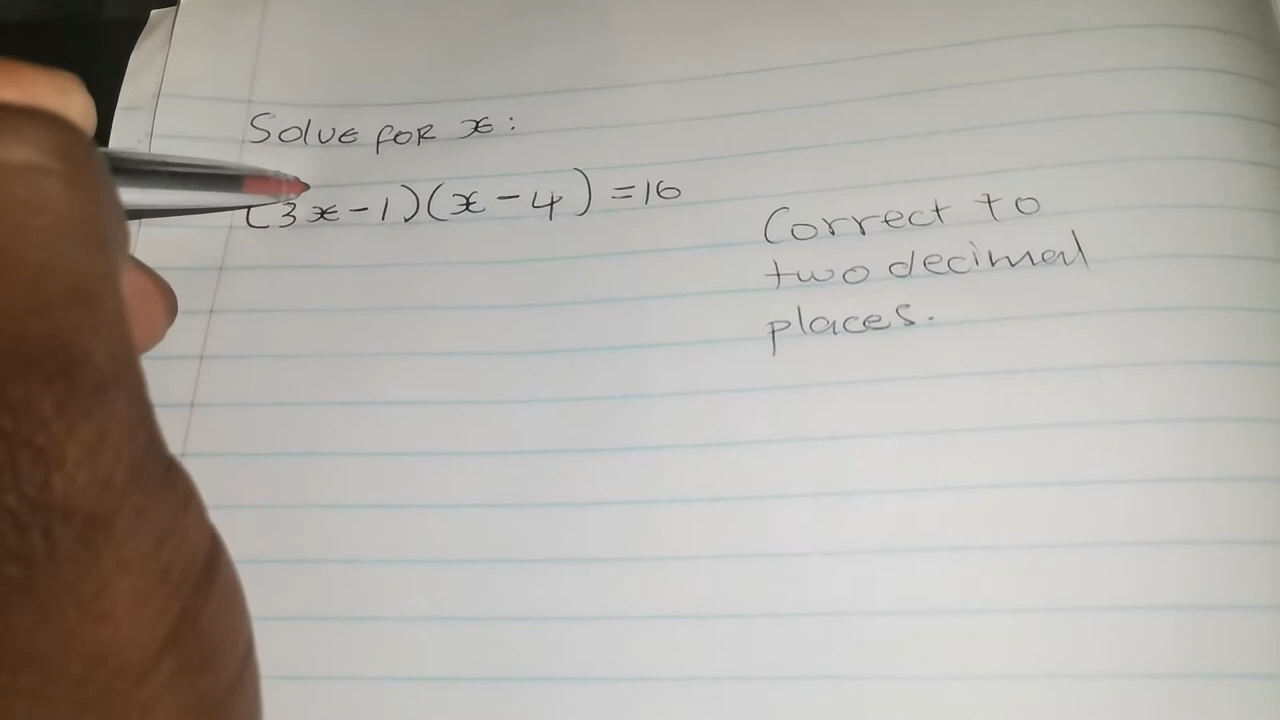 Solve for x:
(3x-1)(x-4) =16
Correct to
two decimal
places.